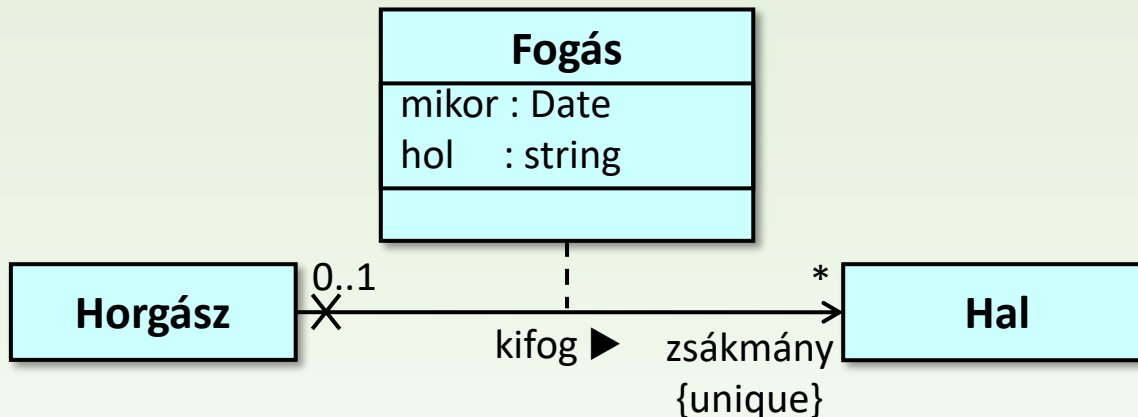 Fogás
mikor : Date
hol : string
Horgász
0..1
*
Hal
kifog ▶
zsákmány
{unique}